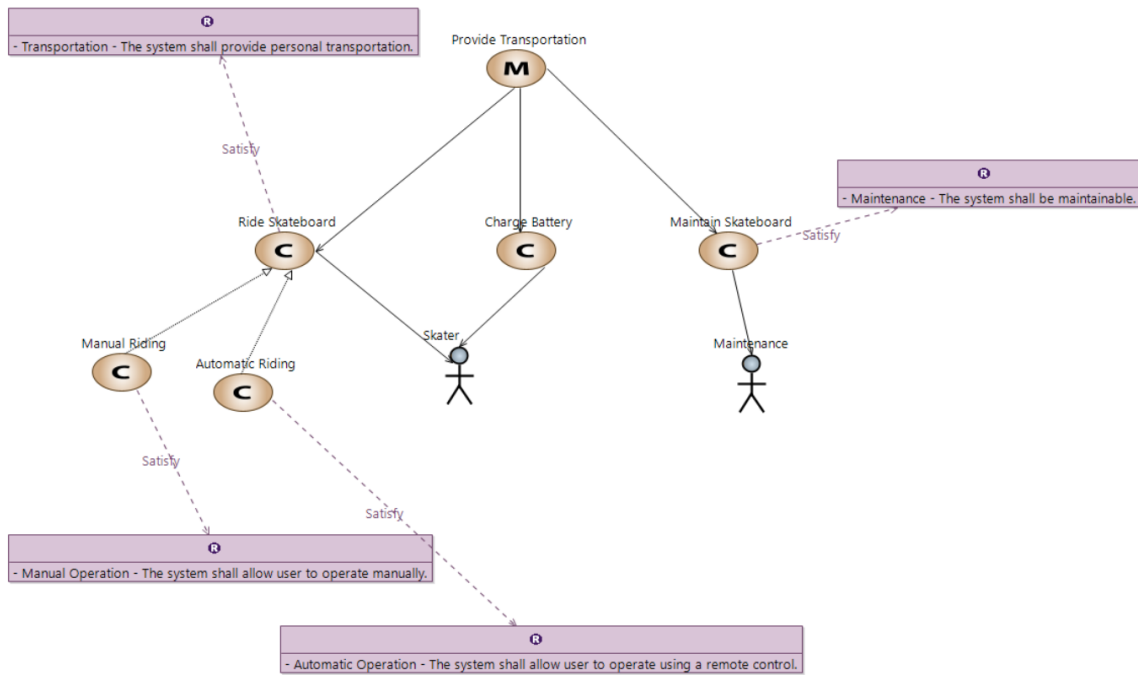 R
- Transportation - The system shall provide personal transportation.
Provide Transportation
M
Satisfy
R
- Maintenance - The system shall be maintainable.
Ride Skateboard
C
Charge Battery
C
Maintain Skateboard
C
Satisfy
Manual Riding
C
Automatic Riding
C
Skater
Maintenance
Satisfy
Satisfy
R
- Manual Operation - The system shall allow user to operate manually.
R
- Automatic Operation - The system shall allow user to operate using a remote control.